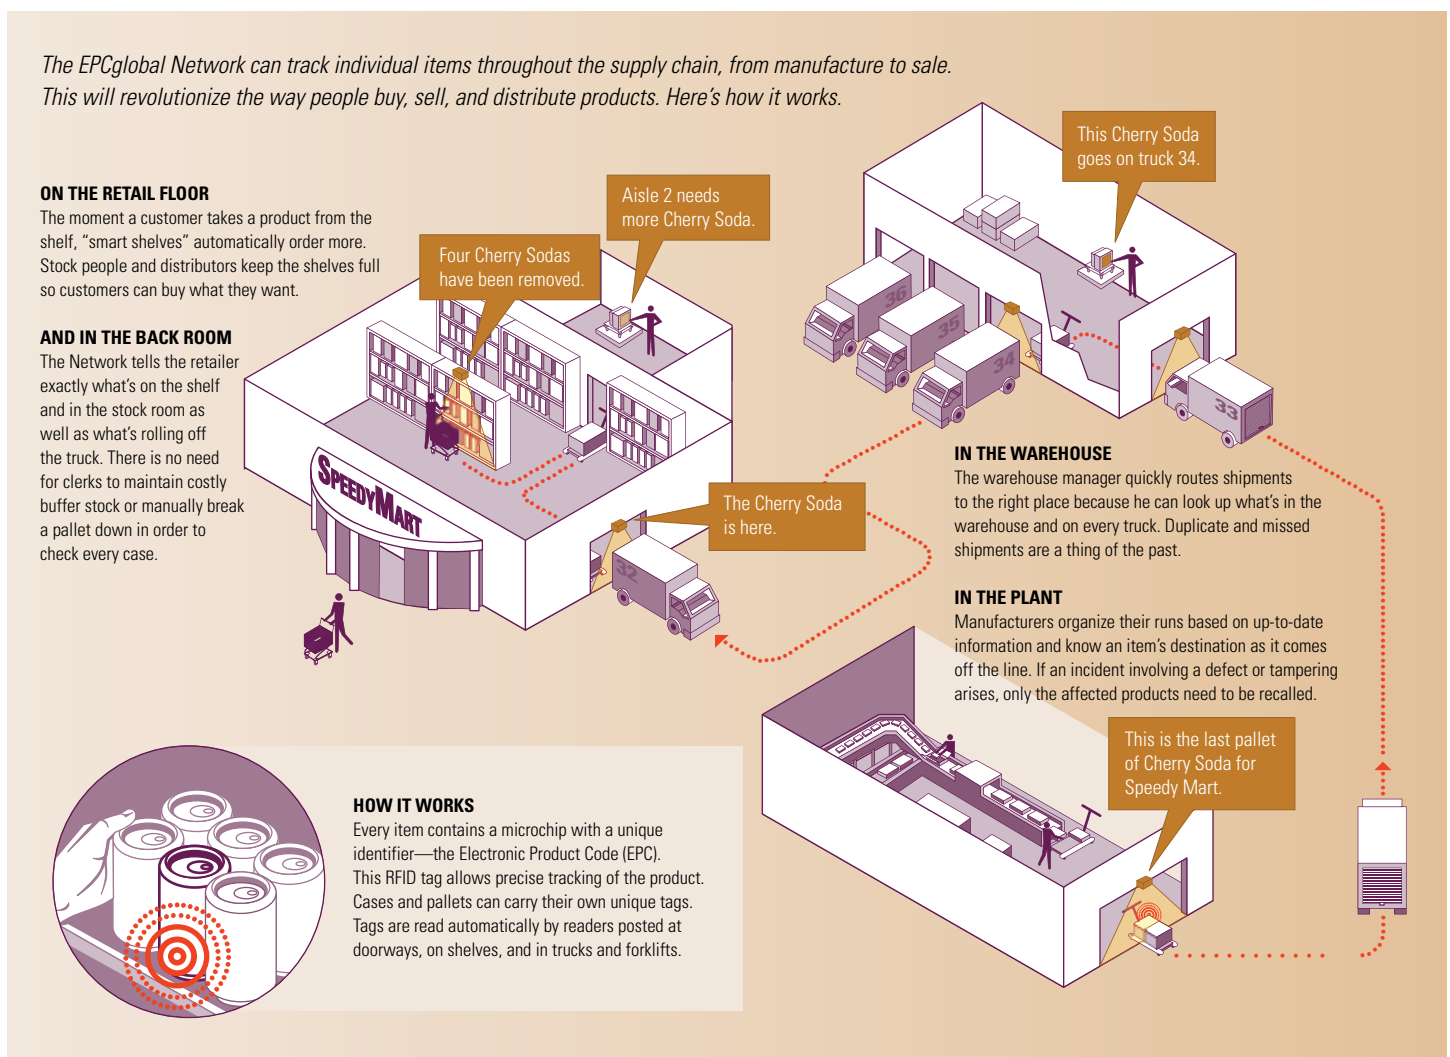 The EPCglobal Network can track individual items throughout the supply chain, from manufacture to sale.
This will revolutionize the way people buy, sell, and distribute products. Here's how it works.
ON THE RETAIL FLOOR
The moment a customer takes a product from the
shelf, “smart shelves” automatically order more.
Stock people and distributors keep the shelves full
so customers can buy what they want.
AND IN THE BACK ROOM
The Network tells the retailer
exactly what's on the shelf
and in the stock room as
well as what's rolling off
the truck. There is no need
for clerks to maintain costly
buffer stock or manually break
a pallet down in order to
check every case.
Four Cherry Sodas
have been removed.
Aisle 2 needs
more Cherry Soda.
This Cherry Soda
goes on truck 34.
36
35
34
33
SPEEDYMART
The Cherry Soda
is here.
32
IN THE WAREHOUSE
The warehouse manager quickly routes shipments
to the right place because he can look up what's in the
warehouse and on every truck. Duplicate and missed
shipments are a thing of the past.
IN THE PLANT
Manufacturers organize their runs based on up-to-date
information and know an item's destination as it comes
off the line. If an incident involving a defect or tampering
arises, only the affected products need to be recalled.
This is the last pallet
of Cherry Soda for
Speedy Mart.
HOW IT WORKS
Every item contains a microchip with a unique
identifier—the Electronic Product Code (EPC).
This RFID tag allows precise tracking of the product.
Cases and pallets can carry their own unique tags.
Tags are read automatically by readers posted at
doorways, on shelves, and in trucks and forklifts.